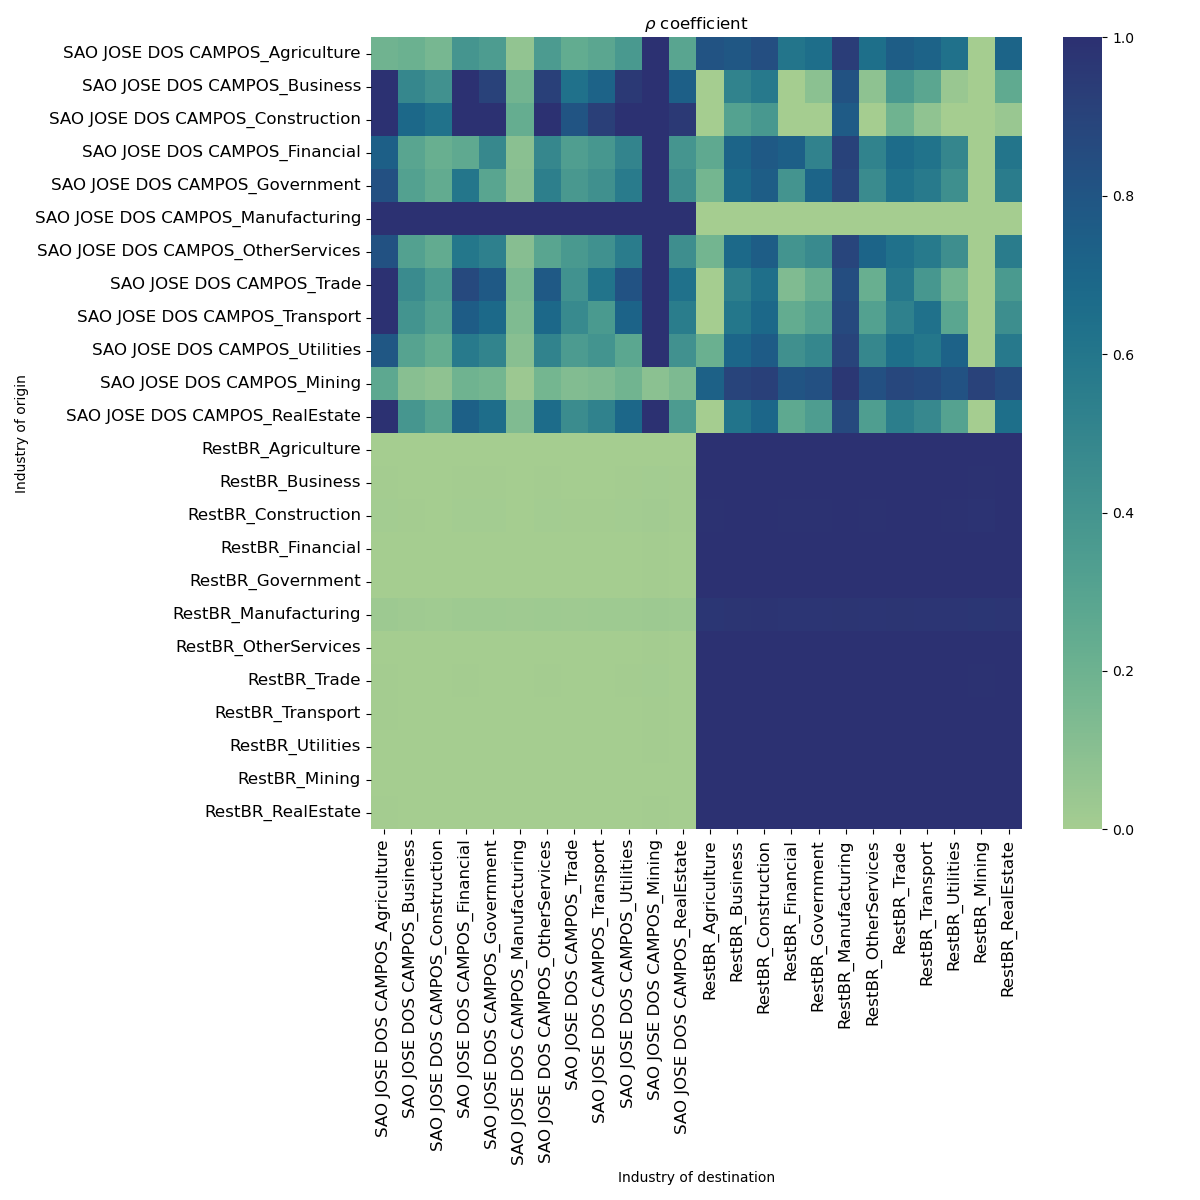 ρ coefficient
SAO JOSE DOS CAMPOS_Agriculture
SAO JOSE DOS CAMPOS_Business
SAO JOSE DOS CAMPOS_Construction
SAO JOSE DOS CAMPOS_Financial
SAO JOSE DOS CAMPOS_Government
SAO JOSE DOS CAMPOS_Manufacturing
SAO JOSE DOS CAMPOS_OtherServices
SAO JOSE DOS CAMPOS_Trade
SAO JOSE DOS CAMPOS_Transport
SAO JOSE DOS CAMPOS_Utilities
SAO JOSE DOS CAMPOS_Mining
SAO JOSE DOS CAMPOS_RealEstate
RestBR_Agriculture
RestBR_Business
RestBR_Construction
RestBR_Financial
RestBR_Government
RestBR_Manufacturing
RestBR_OtherServices
RestBR_Trade
RestBR_Transport
RestBR_Utilities
RestBR_Mining
RestBR_RealEstate
Industry of origin
SAO JOSE DOS CAMPOS_Agriculture
SAO JOSE DOS CAMPOS_Business
SAO JOSE DOS CAMPOS_Construction
SAO JOSE DOS CAMPOS_Financial
SAO JOSE DOS CAMPOS_Government
SAO JOSE DOS CAMPOS_Manufacturing
SAO JOSE DOS CAMPOS_OtherServices
SAO JOSE DOS CAMPOS_Trade
SAO JOSE DOS CAMPOS_Transport
SAO JOSE DOS CAMPOS_Utilities
SAO JOSE DOS CAMPOS_Mining
SAO JOSE DOS CAMPOS_RealEstate
RestBR_Agriculture
RestBR_Business
RestBR_Construction
RestBR_Financial
RestBR_Government
RestBR_Manufacturing
RestBR_OtherServices
RestBR_Trade
RestBR_Transport
RestBR_Utilities
RestBR_Mining
RestBR_RealEstate
Industry of destination
1.0
0.8
0.6
0.4
0.2
0.0